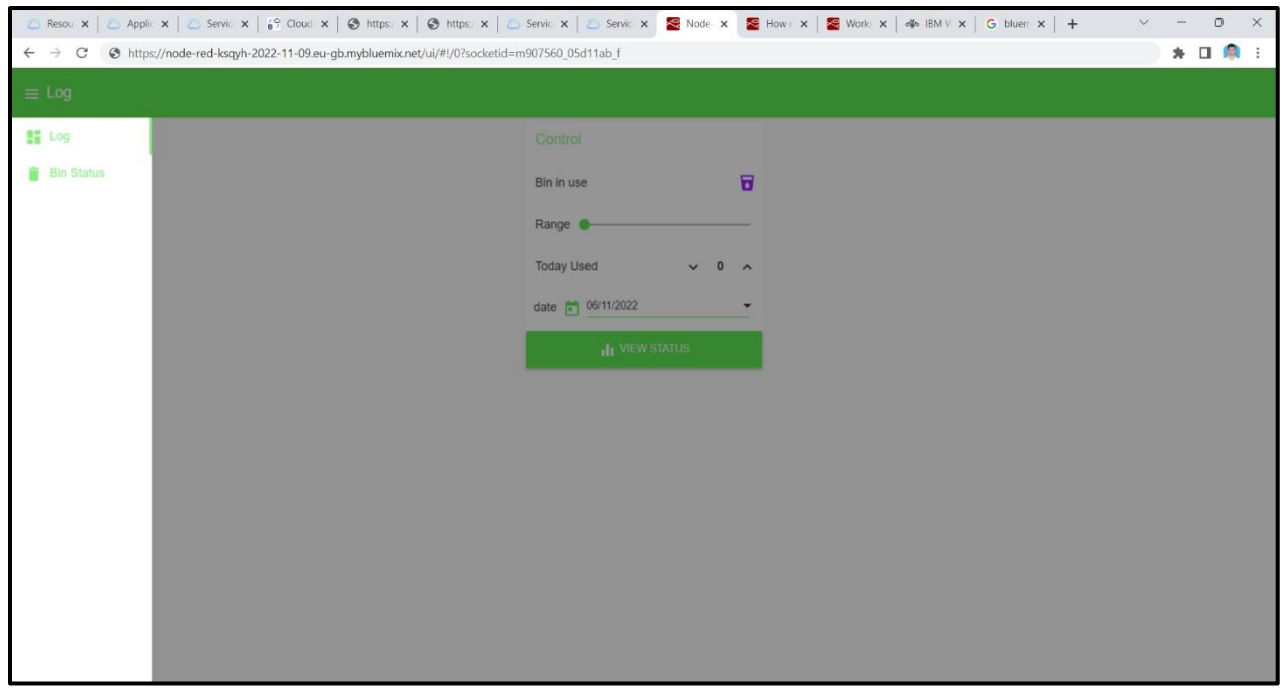 Resou Applic Servic Cloud https: https: Servic Servic Node How c Works IBM W bluem
https://node-red-ksqyh-2022-11-09.eu-gb.mybluemix.net/ui/#!/0?socketid=m907560_05d11ab_f
Log
Log
Bin Status
Control
Bin in use
Range
Today Used 0
date 06/11/2022
VIEW STATUS